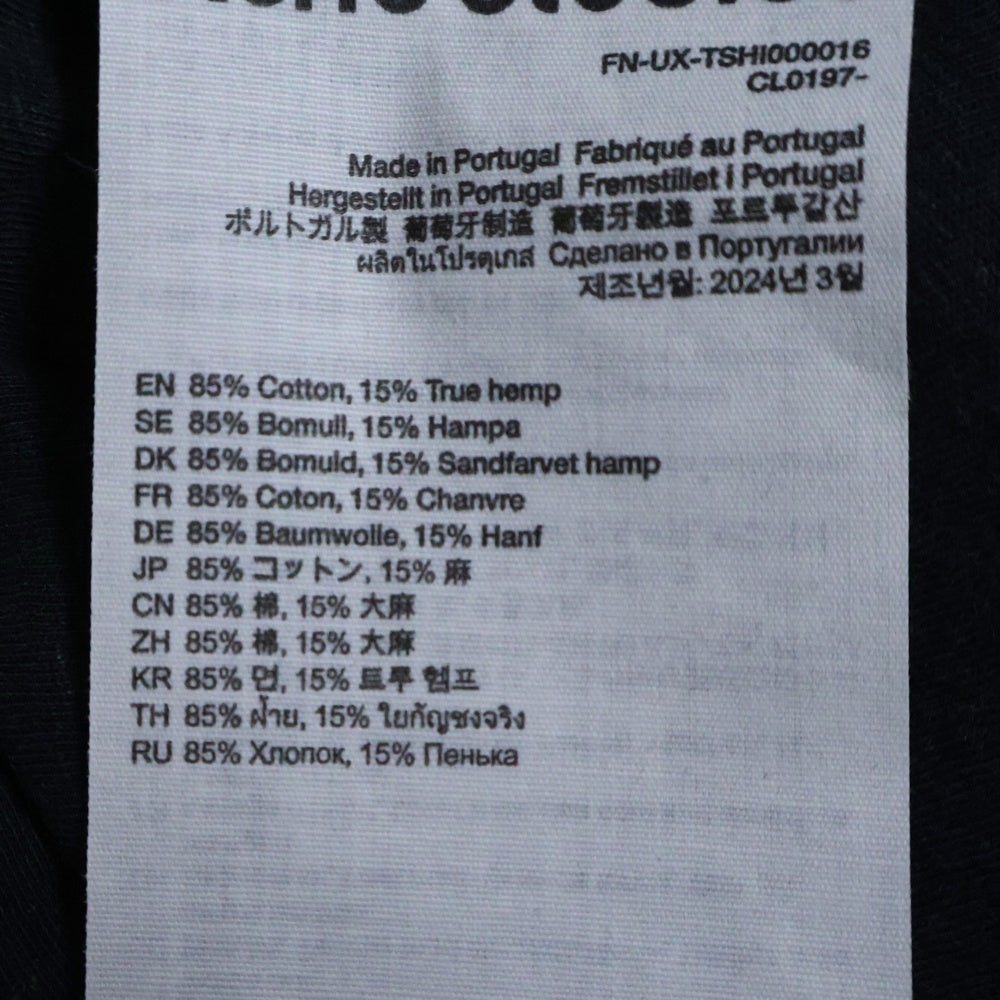 FN-UX-TSHI000016
CL0197-
Made in Portugal Fabriqué au Portugal
Hergestellt in Portugal Fremstillet i Portugal
ポルトガル製 葡萄牙制造 葡萄牙製造 포르투갈산
ผลิตในโปรตุเกส Сделано в Португалии
제조년월: 2024년 3월
EN 85% Cotton, 15% True hemp
SE 85% Bomull, 15% Hampa
DK 85% Bomuld, 15% Sandfarvet hamp
FR 85% Coton, 15% Chanvre
DE 85% Baumwolle, 15% Hanf
JP 85% コットン, 15% 麻
CN 85% 棉, 15% 大麻
ZH 85% 棉, 15% 大麻
KR 85% 면, 15% 트루 헴프
TH 85% ฝ้าย, 15% ใยกัญชงจริง
RU 85% Хлопок, 15% Пенька